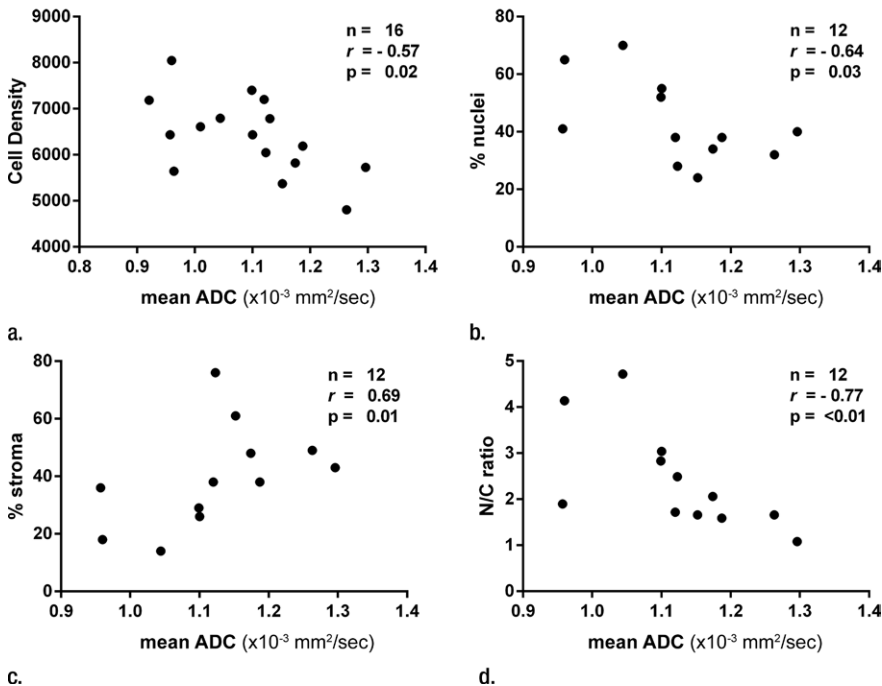 9000
8000
7000
6000
5000
4000
Cell Density
0.8 0.9 1.0 1.1 1.2 1.3 1.4
mean ADC (x10-3 mm2/sec)
n = 16
r = - 0.57
p = 0.02
a.
80
60
40
20
0
% nuclei
0.9 1.0 1.1 1.2 1.3 1.4
mean ADC (x10-3 mm2/sec)
n = 12
r = - 0.64
p = 0.03
b.
80
60
40
20
0
% stroma
0.9 1.0 1.1 1.2 1.3 1.4
mean ADC (x10-3 mm2/sec)
n = 12
r = 0.69
p = 0.01
c.
5
4
3
2
1
0
N/C ratio
0.9 1.0 1.1 1.2 1.3 1.4
mean ADC (x10-3 mm2/sec)
n = 12
r = - 0.77
p = <0.01
d.